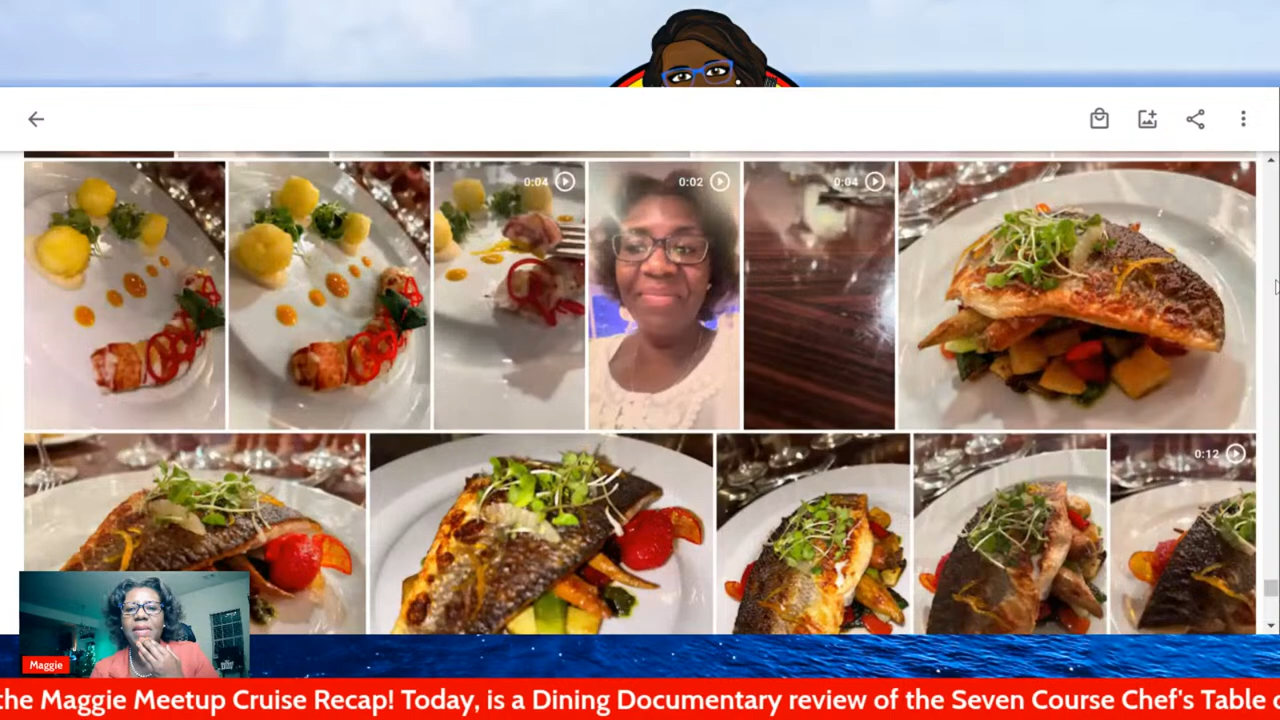 0:04
0:02
0:04
0:12
Maggie
the Maggie Meetup Cruise Recap! Today, is a Dining Documentary review of the Seven Course Chef's Table